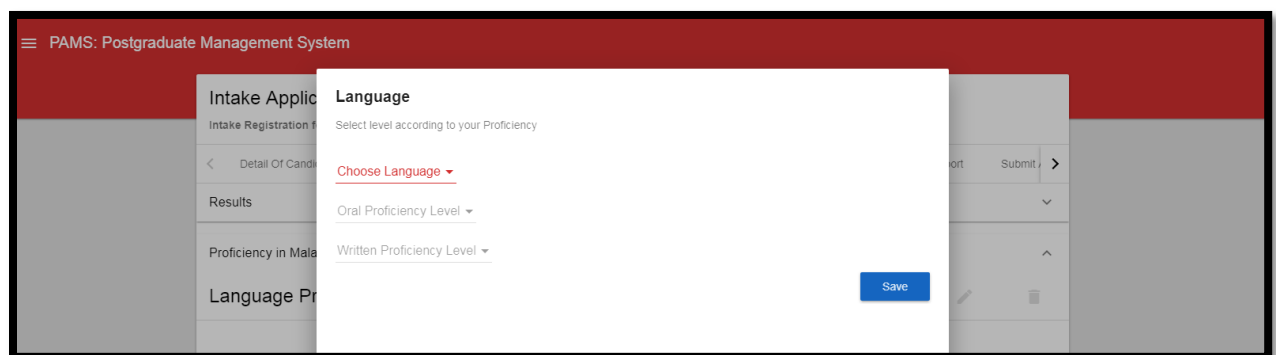 PAMS: Postgraduate Management System
Intake Applic
Intake Registration f
Detail Of Candi
ort
Submit
Results
Proficiency in Mala
Language Pr
Language
Select level according to your Proficiency
Choose Language
Oral Proficiency Level
Written Proficiency Level
Save